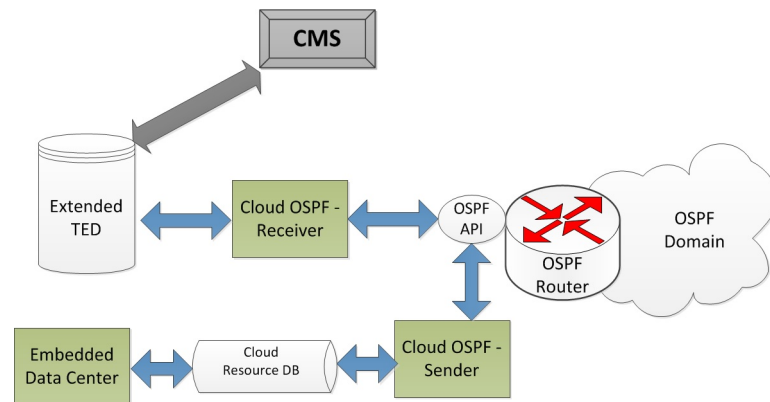 CMS
Extended
TED
Cloud OSPF -
Receiver
OSPF
API
OSPF
Router
OSPF
Domain
Embedded
Data Center
Cloud
Resource DB
Cloud OSPF -
Sender